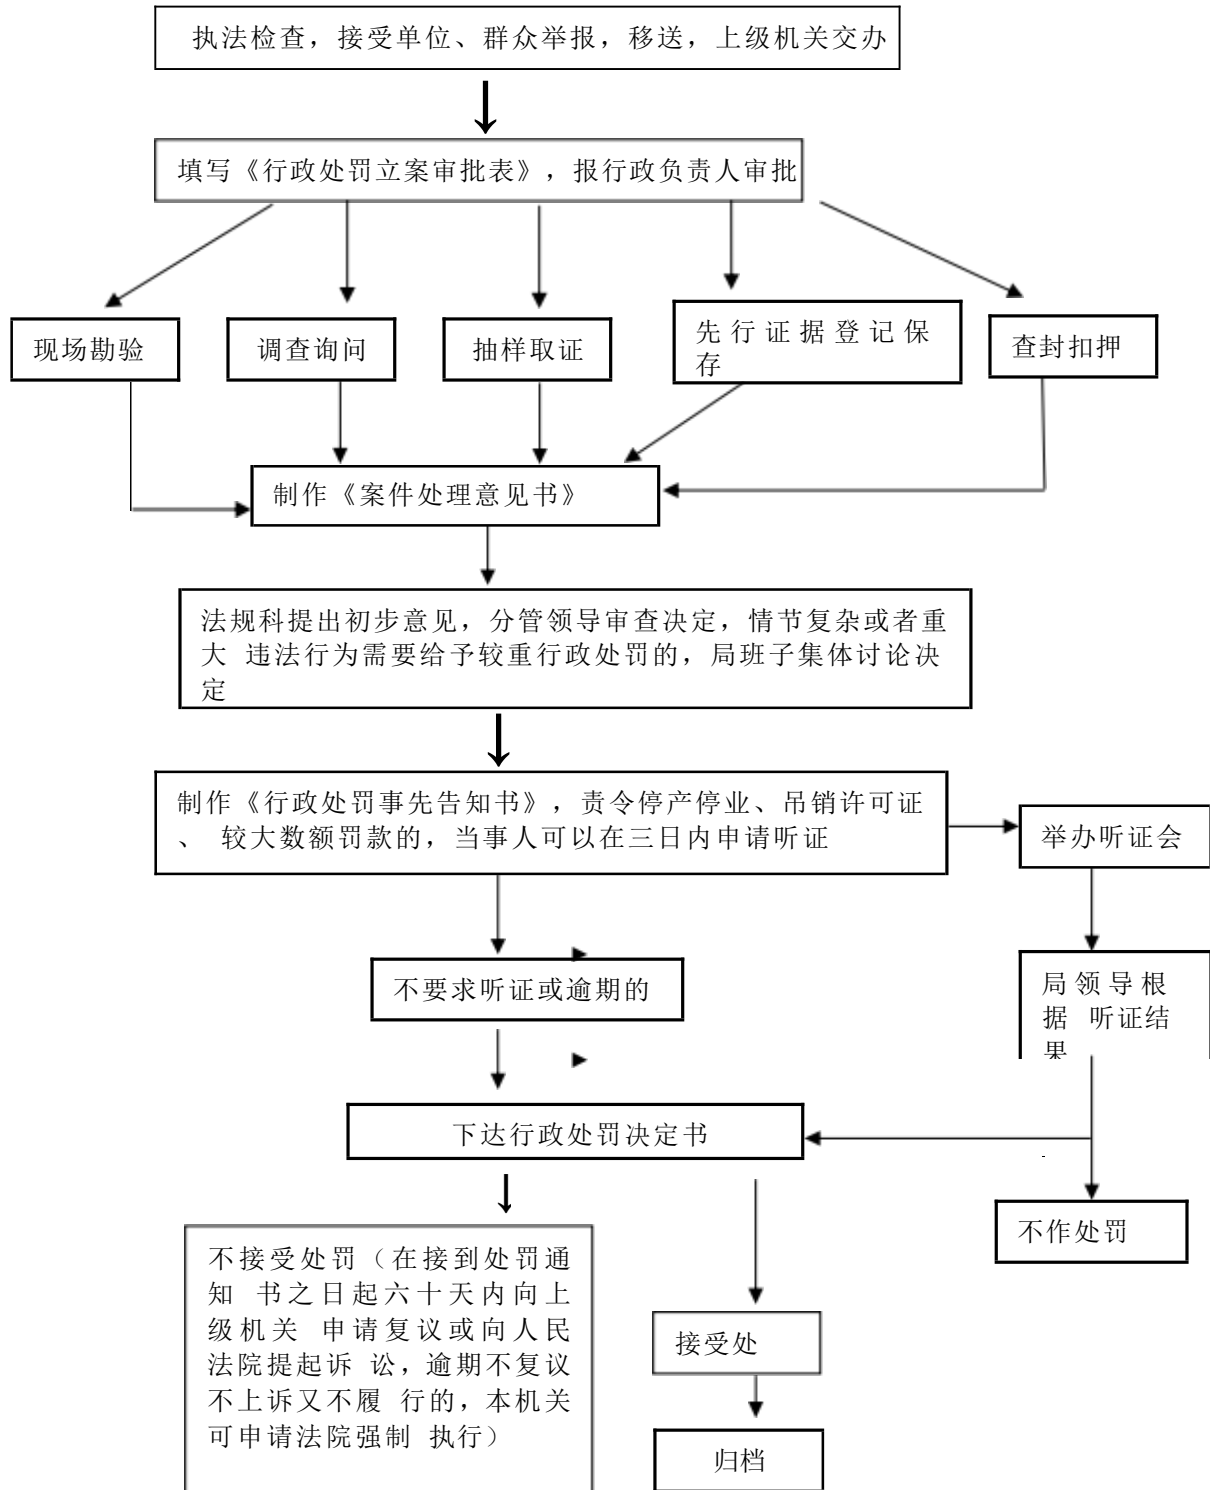 执法检查，接受单位、群众举报，移送，上级机关交办
填写《行政处罚立案审批表》，报行政负责人审批
现场勘验
调查询问
抽样取证
先行证据登记保
存
查封扣押
制作《案件处理意见书》
法规科提出初步意见，分管领导审查决定，情节复杂或者重
大 违法行为需要给予较重行政处罚的，局班子集体讨论决
定
制作《行政处罚事先告知书》，责令停产停业、吊销许可证
、 较大数额罚款的，当事人可以在三日内申请听证
举办听证会
不要求听证或逾期的
局领导根
据 听证结
果
下达行政处罚决定书
不作处罚
不接受处罚（在接到处罚通
知 书之日起六十天内向上
级机关 申请复议或向人民
法院提起诉 讼，逾期不复议
不上诉又不履 行的，本机关
可申请法院强制 执行）
接受处
归档